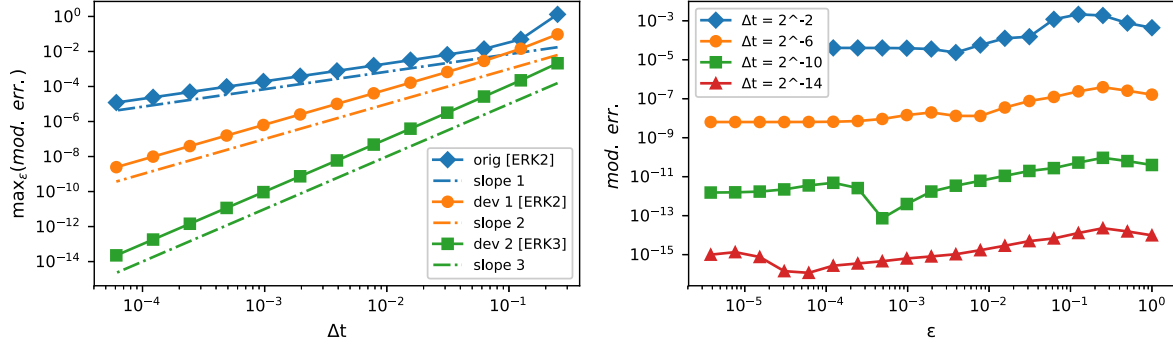 10^0
10^-2
10^-4
10^-6
10^-8
10^-10
10^-12
10^-14
max_ε(mod. err.)
orig [ERK2]
slope 1
dev 1 [ERK2]
slope 2
dev 2 [ERK3]
slope 3
10^-4
10^-3
10^-2
10^-1
Δt
10^-3
10^-5
10^-7
10^-9
10^-11
10^-13
10^-15
mod. err.
Δt = 2^-2
Δt = 2^-6
Δt = 2^-10
Δt = 2^-14
10^-5
10^-4
10^-3
10^-2
10^-1
10^0
ε